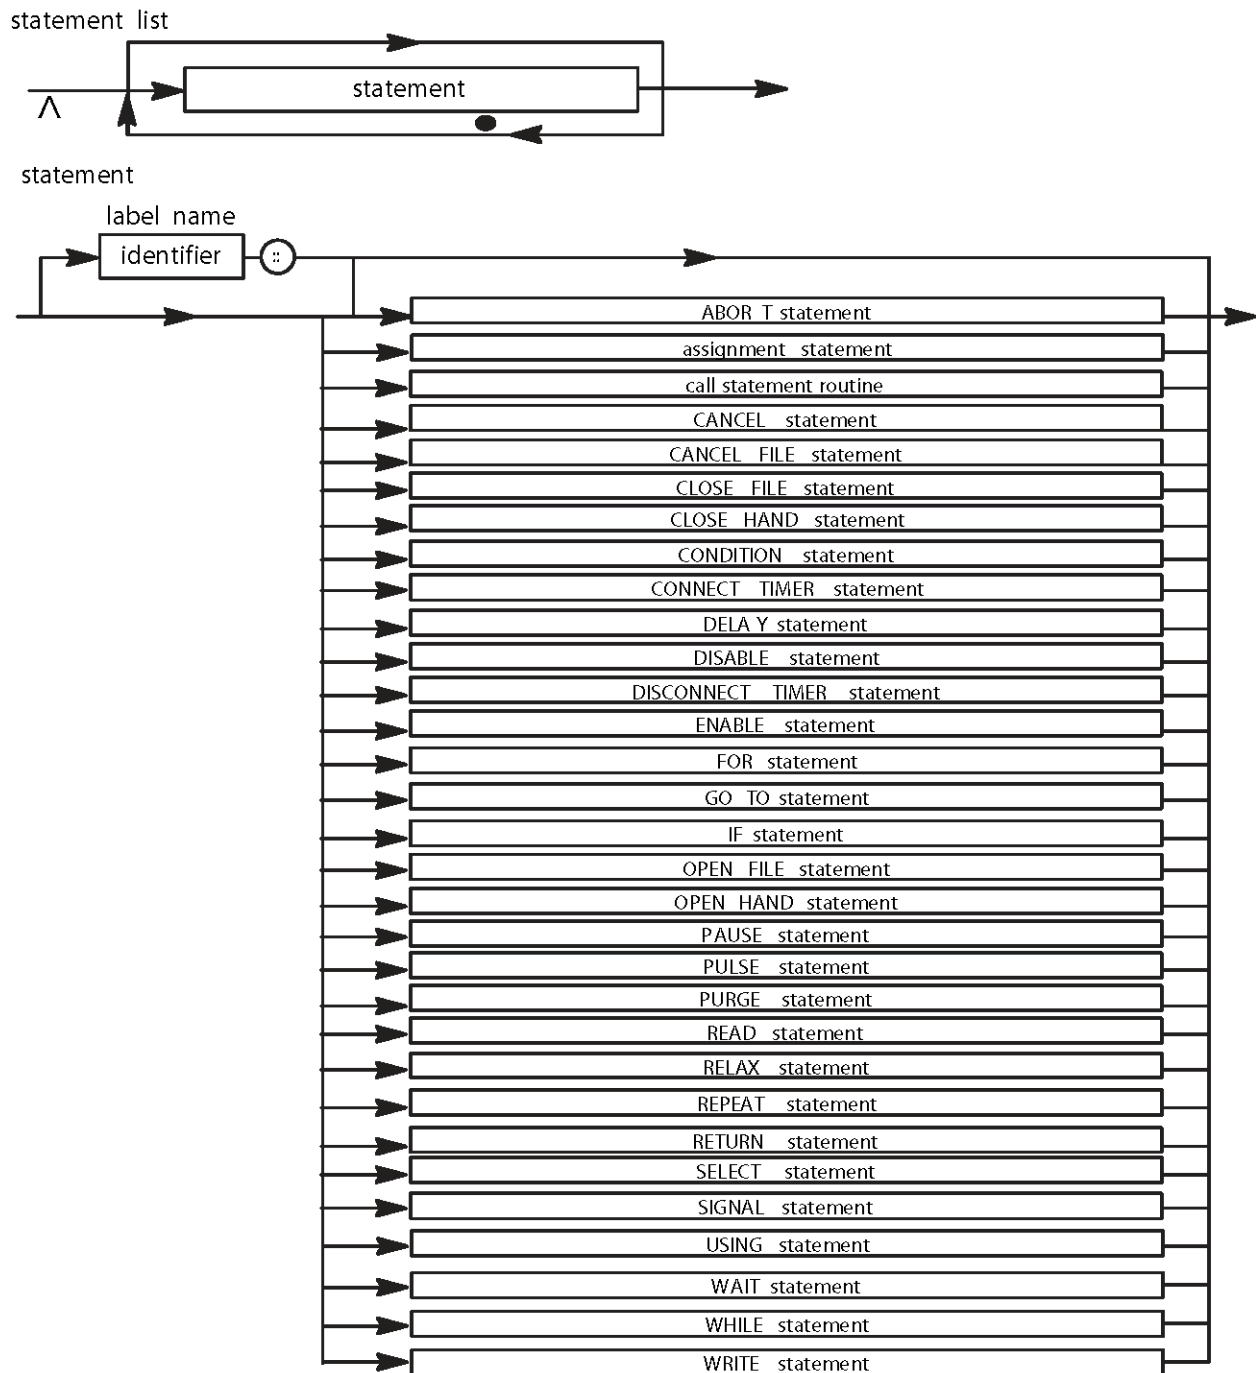 statement list
statement
statement
label name
identifier ::
ABOR T statement
assignment statement
call statement routine
CANCEL statement
CANCEL FILE statement
CLOSE FILE statement
CLOSE HAND statement
CONDITION statement
CONNECT TIMER statement
DELA Y statement
DISABLE statement
DISCONNECT TIMER statement
ENABLE statement
FOR statement
GO TO statement
IF statement
OPEN FILE statement
OPEN HAND statement
PAUSE statement
PULSE statement
PURGE statement
READ statement
RELAX statement
REPEAT statement
RETURN statement
SELECT statement
SIGNAL statement
USING statement
WAIT statement
WHILE statement
WRITE statement